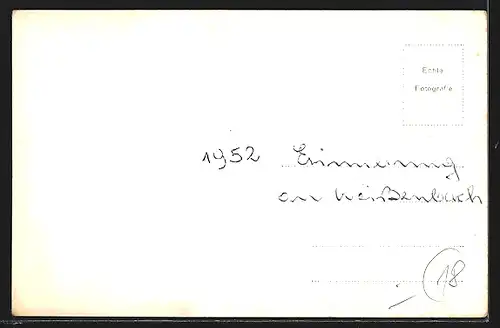 Echte
Fotografie
1952 Erinnerung
an Weißenbach
18